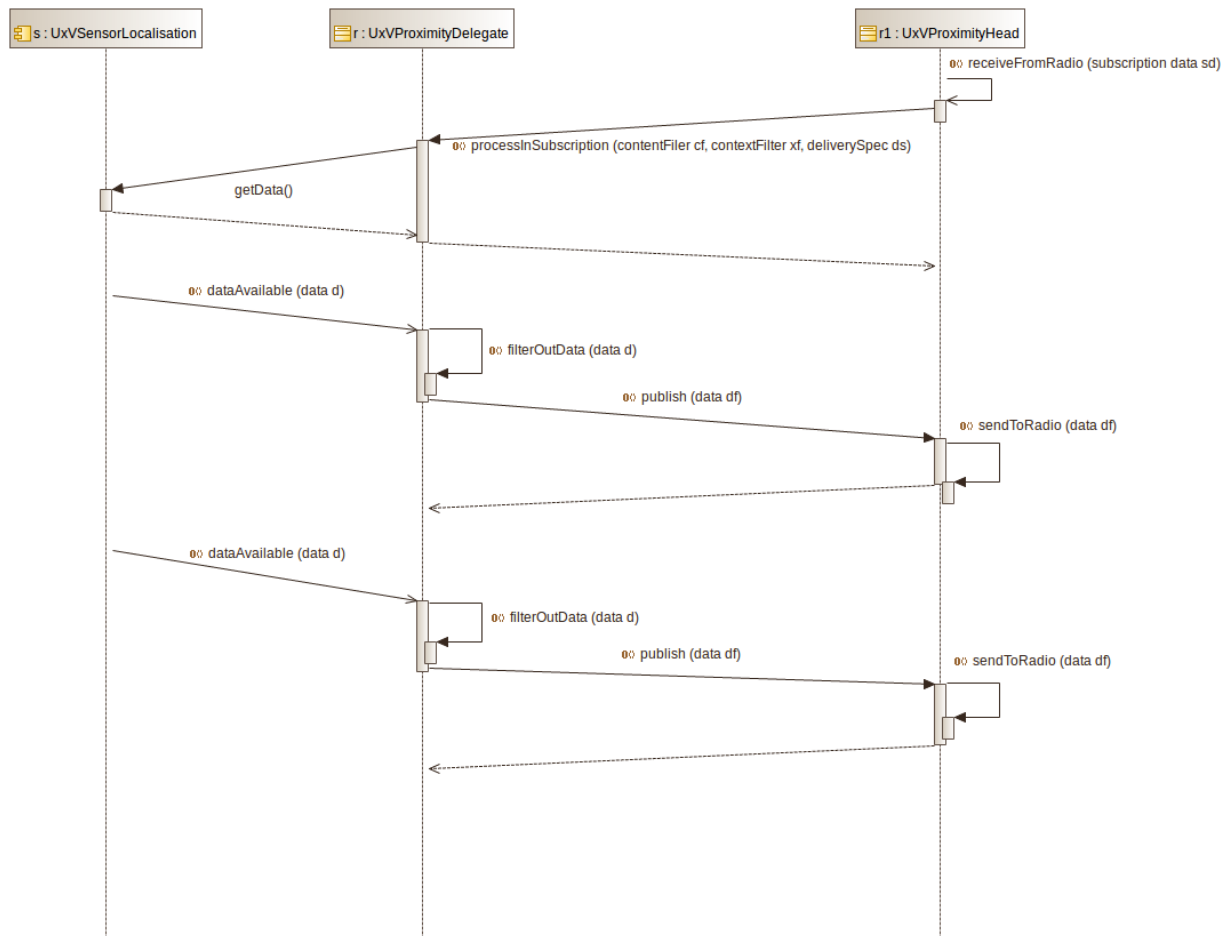 s : UxVSensorLocalisation
r : UxVProximityDelegate
r1 : UxVProximityHead
receiveFromRadio (subscription data sd)
processInSubscription (contentFiler cf, contextFilter xf, deliverySpec ds)
getData()
dataAvailable (data d)
filterOutData (data d)
publish (data df)
sendToRadio (data df)
dataAvailable (data d)
filterOutData (data d)
publish (data df)
sendToRadio (data df)